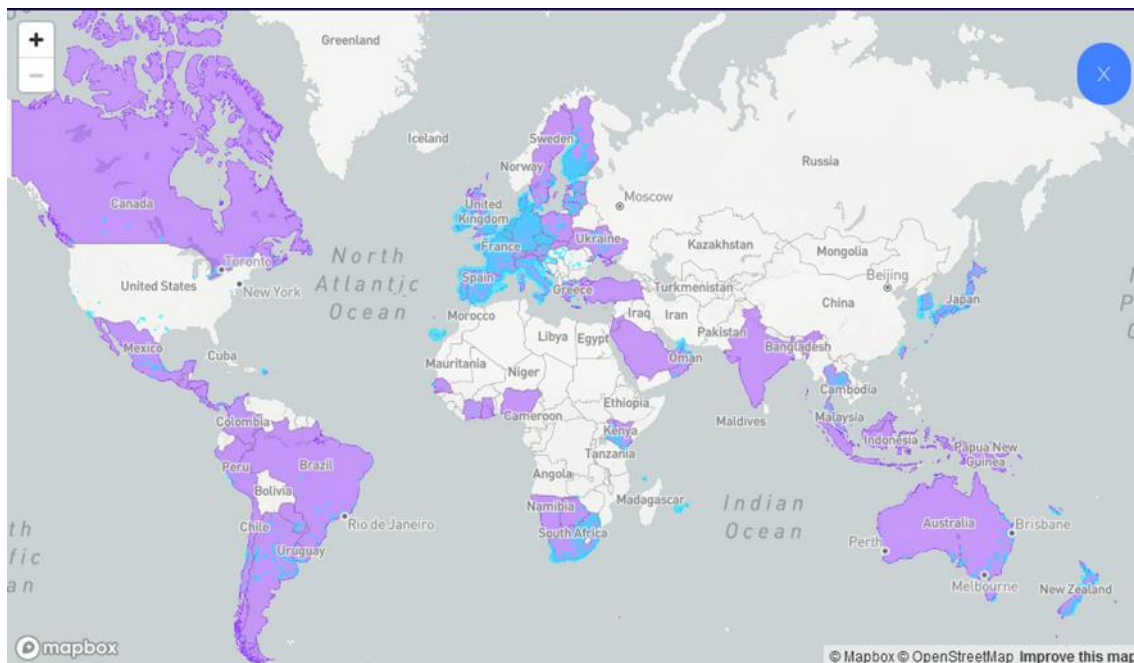 +
−
X
Greenland
Iceland
Sweden
Norway
Russia
Moscow
Canada
United
Kingdom
Ukraine
Kazakhstan
Mongolia
France
Toronto
New York
United States
North
Atlantic
Ocean
Spain
Greece
Turkmenistan
Beijing
Japan
China
Morocco
Iraq
Iran
Pakistan
Libya
Egypt
Mexico
Cuba
Mauritania
Niger
Oman
Bangladesh
Cambodia
Colombia
Cameroon
Ethiopia
Maldives
Malaysia
Kenya
Indonesia
Papua New
Guinea
Peru
Brazil
Tanzania
Angola
Bolivia
Madagascar
Indian
Ocean
Namibia
Chile
Rio de Janeiro
South Africa
Australia
Brisbane
Uruguay
Perth
Melbourne
New Zealand
mapbox
© Mapbox © OpenStreetMap Improve this map